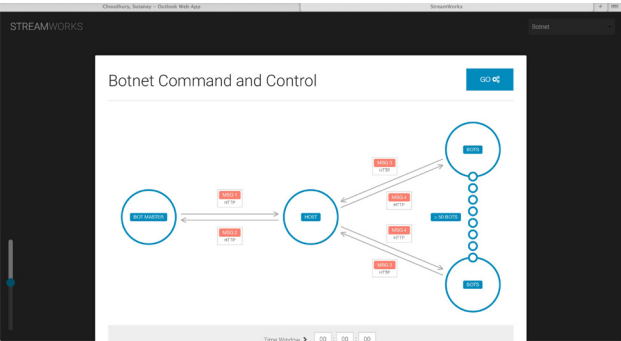 Choudhury, Sutanay – Outlook Web App
StreamWorks
STREAMWORKS
Botnet
Botnet Command and Control
GO
BOTS
MSG 3
HTTP
MSG 1
HTTP
MSG 4
HTTP
BOT MASTER
HOST
> 50 BOTS
MSG 2
HTTP
MSG 4
HTTP
MSG 3
HTTP
BOTS
Time Window > 00 : 00 : 00